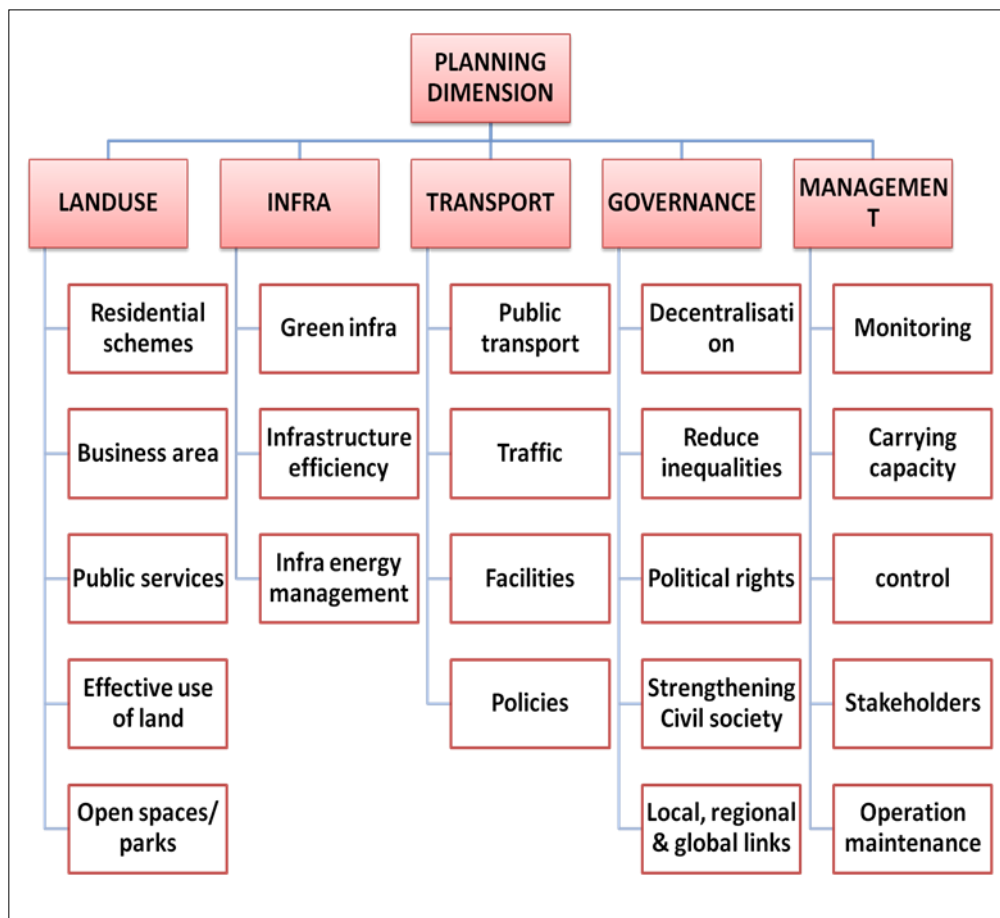 PLANNING
DIMENSION
LANDUSE
INFRA
TRANSPORT
GOVERNANCE
MANAGEMEN
T
Residential
schemes
Business area
Public services
Effective use
of land
Open spaces/
parks
Green infra
Infrastructure
efficiency
Infra energy
management
Public
transport
Traffic
Facilities
Policies
Decentralisati
on
Reduce
inequalities
Political rights
Strengthening
Civil society
Local, regional
& global links
Monitoring
Carrying
capacity
control
Stakeholders
Operation
maintenance